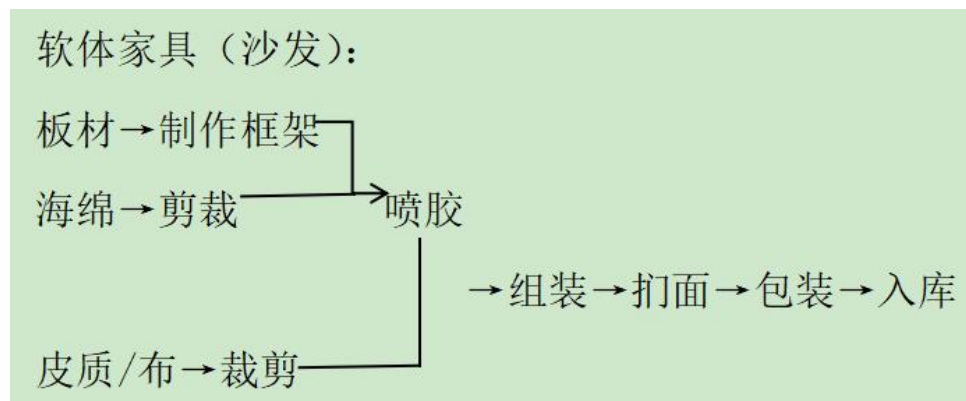 软体家具（沙发）：
板材→制作框架
海绵→剪裁
喷胶
→组装→扪面→包装→入库
皮质/布→裁剪